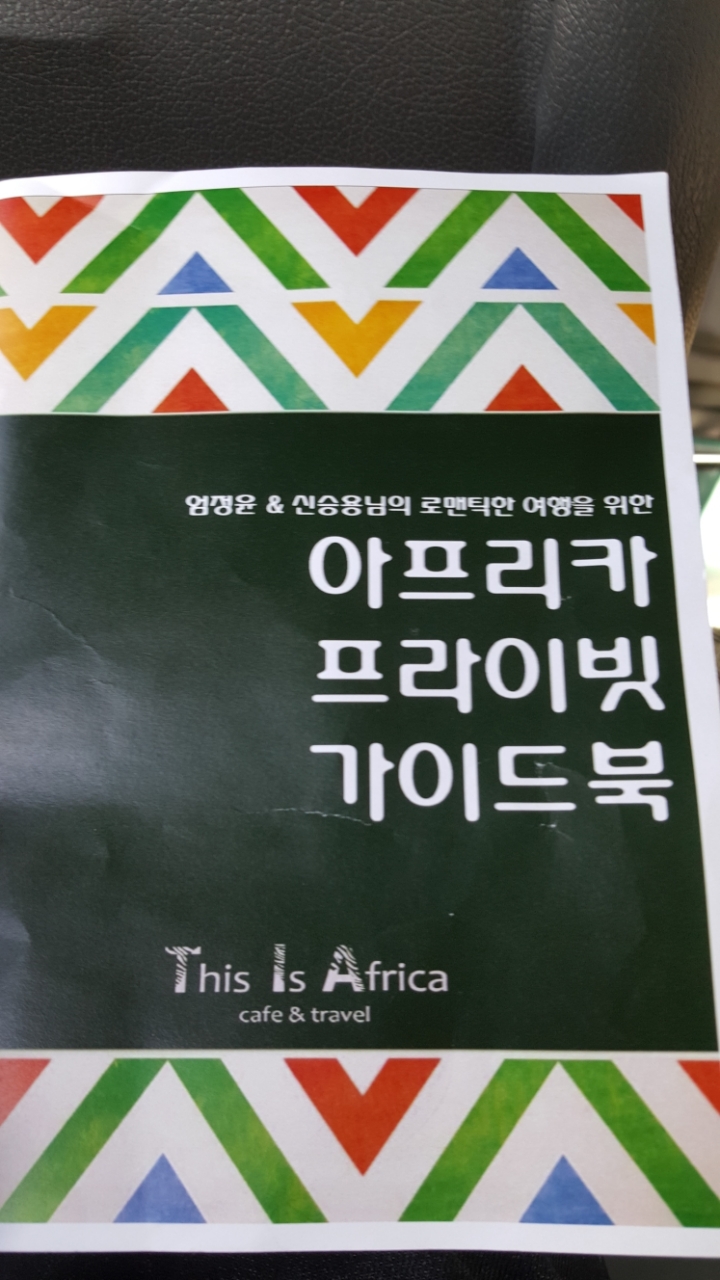 엄정윤 & 신승용님의 로맨틱한 여행을 위한
아프리카
프라이빗
가이드북
This Is Africa
cafe & travel